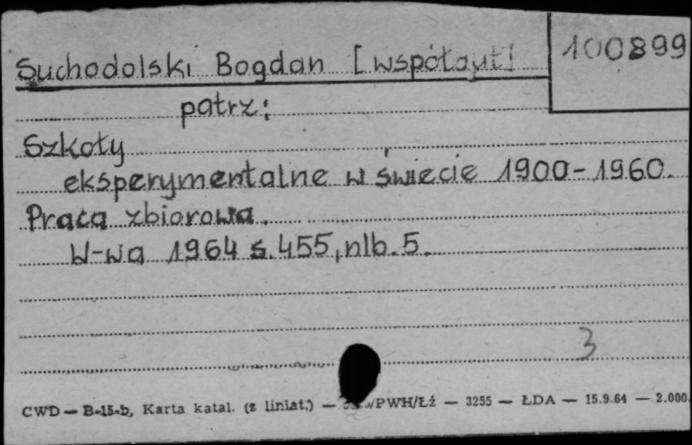 Suchodolski Bogdan [współaut] 100899
patrz:
Szkoły
eksperymentalne w świecie 1900-1960.
Praca zbiorowa.
W-wa 1964 s.455, nlb.5.
3
CWD — B-15-b, Karta katal. (z liniat.) — /PWH/Łź — 3255 — ŁDA — 15.9.64 — 2.000.